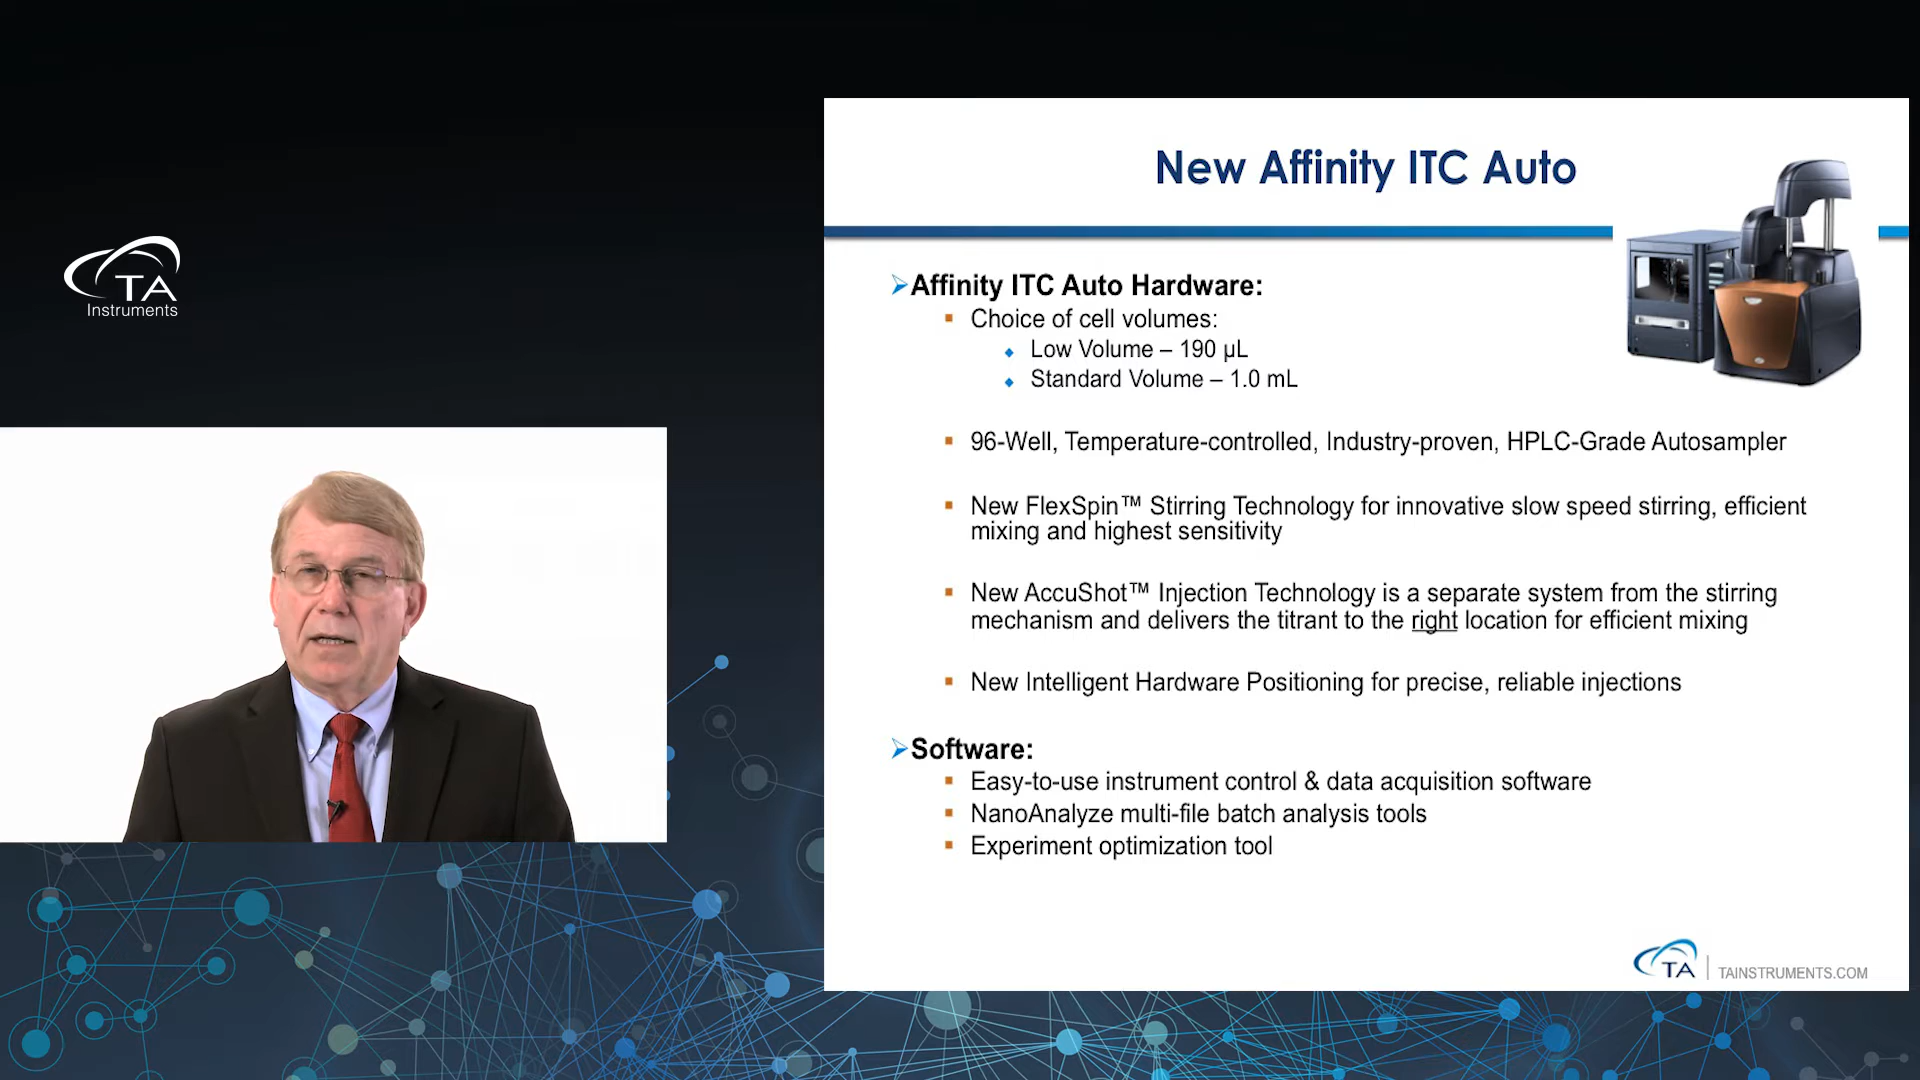 TA
Instruments
New Affinity ITC Auto
Affinity ITC Auto Hardware:
Choice of cell volumes:
Low Volume – 190 µL
Standard Volume – 1.0 mL
96-Well, Temperature-controlled, Industry-proven, HPLC-Grade Autosampler
New FlexSpin™ Stirring Technology for innovative slow speed stirring, efficient
mixing and highest sensitivity
New AccuShot™ Injection Technology is a separate system from the stirring
mechanism and delivers the titrant to the right location for efficient mixing
New Intelligent Hardware Positioning for precise, reliable injections
Software:
Easy-to-use instrument control & data acquisition software
NanoAnalyze multi-file batch analysis tools
Experiment optimization tool
TA | TAINSTRUMENTS.COM